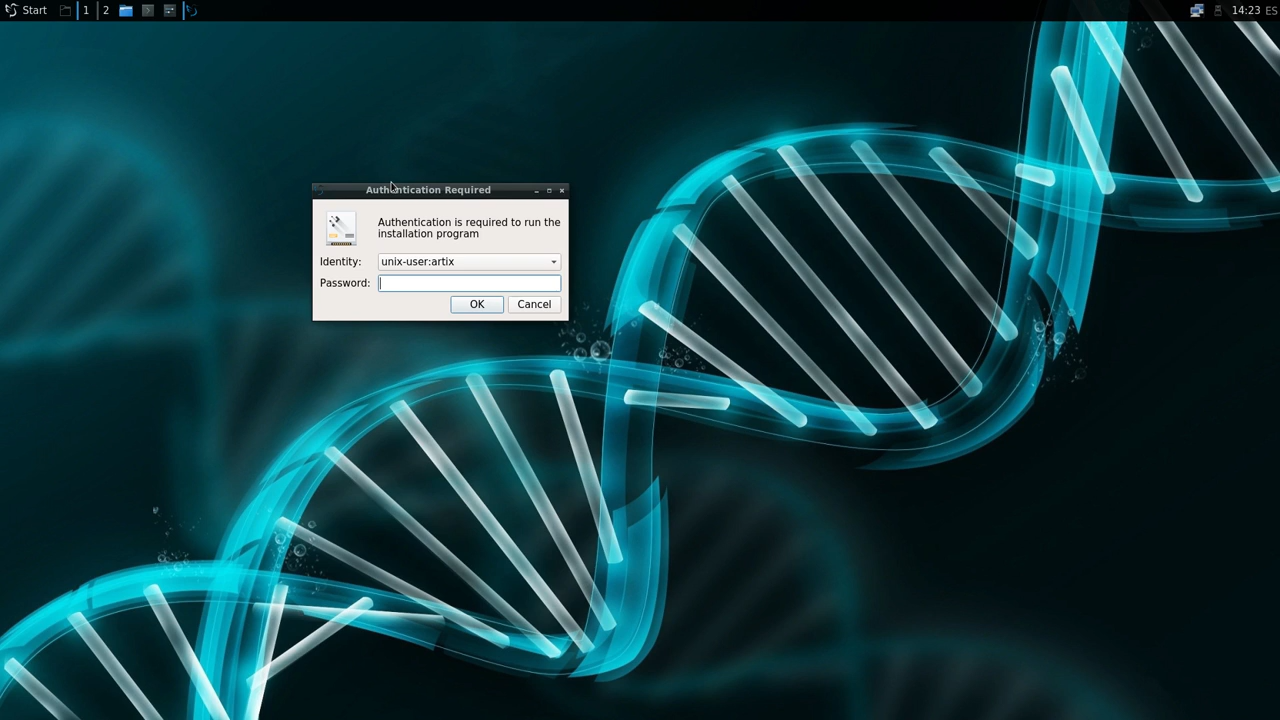 Start 1 2 14:23 ES
Authentication Required
Authentication is required to run the
installation program
Identity: unix-user:artix
Password:
OK Cancel